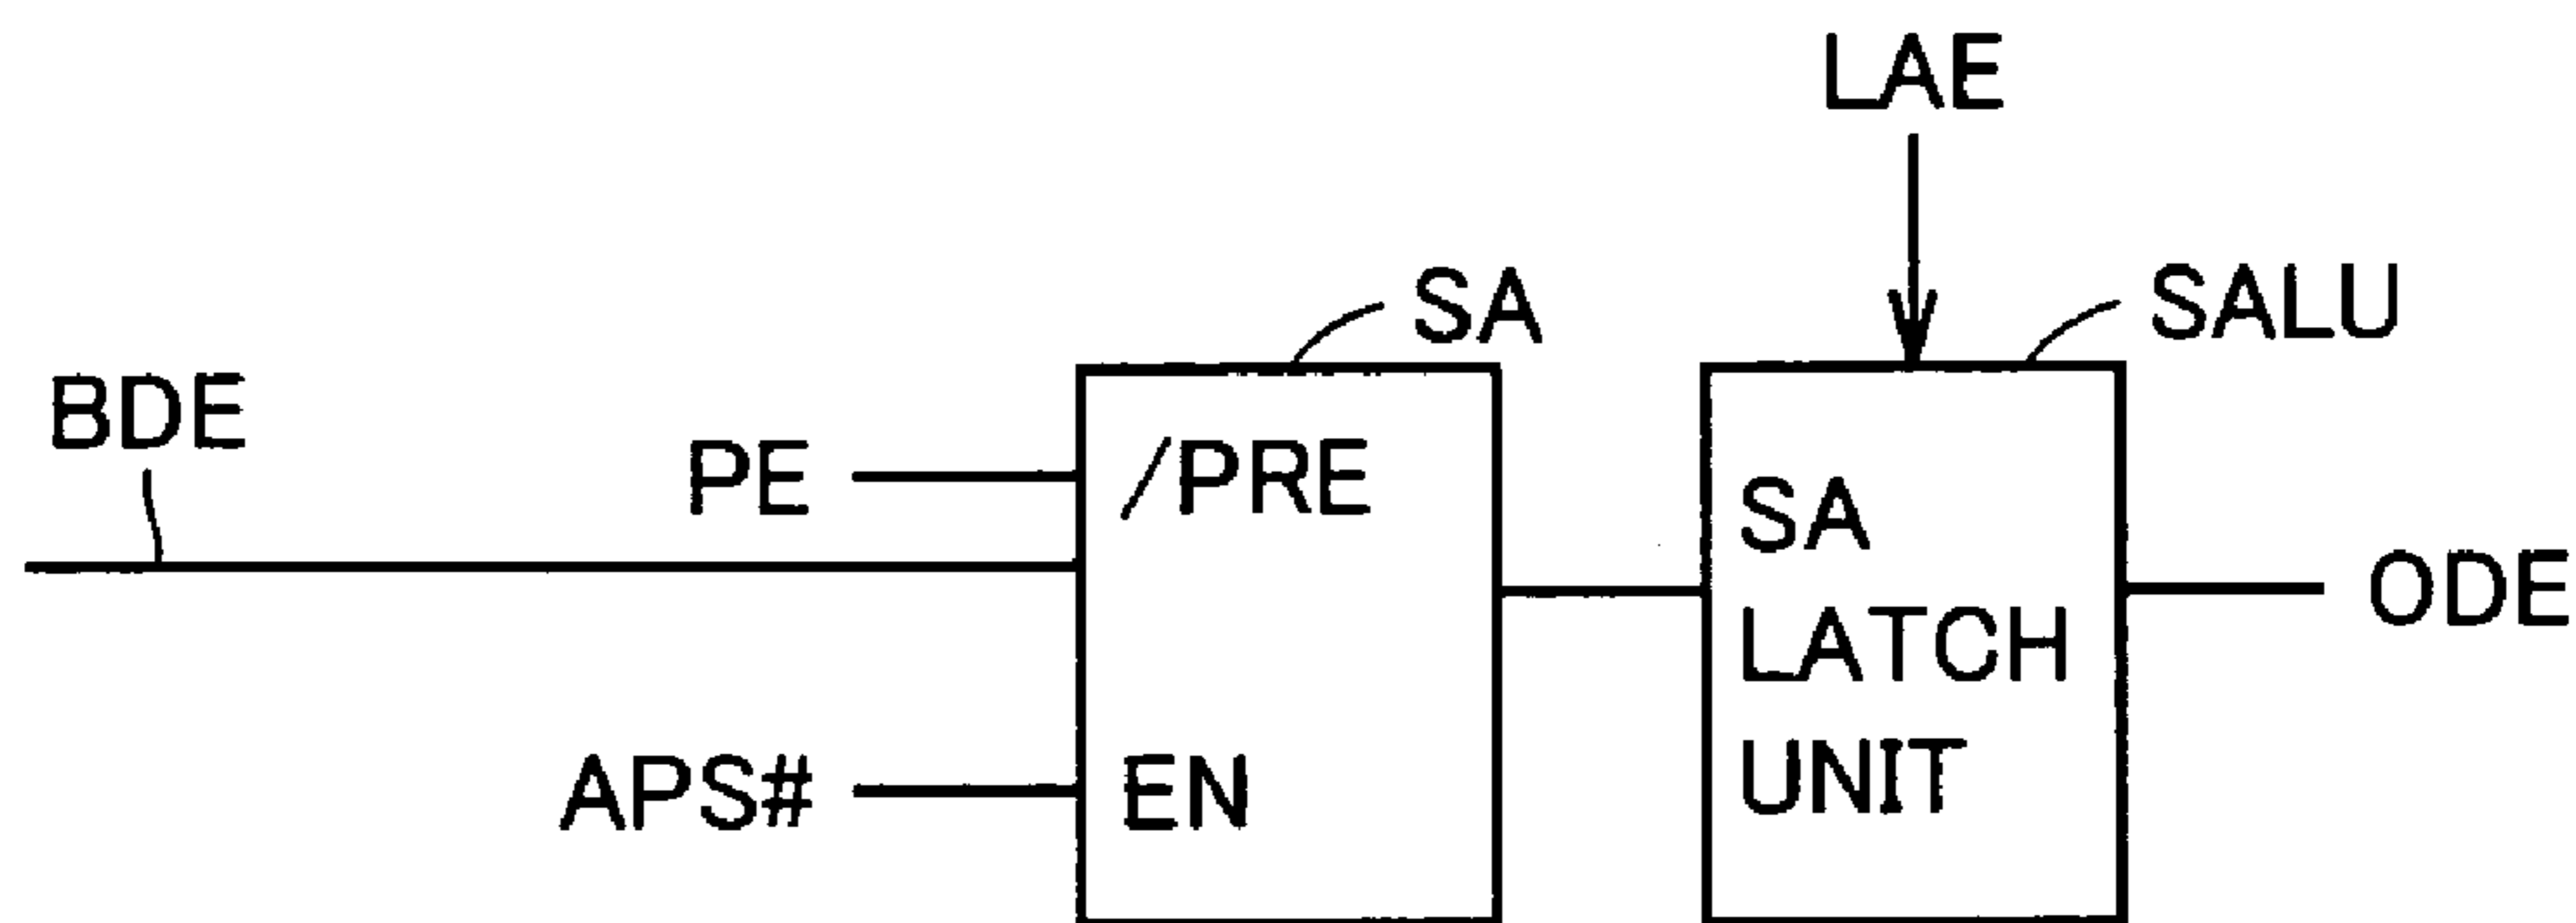 LAE
SA
SALU
BDE
PE
/PRE
SA
LATCH
UNIT
ODE
APS#
EN